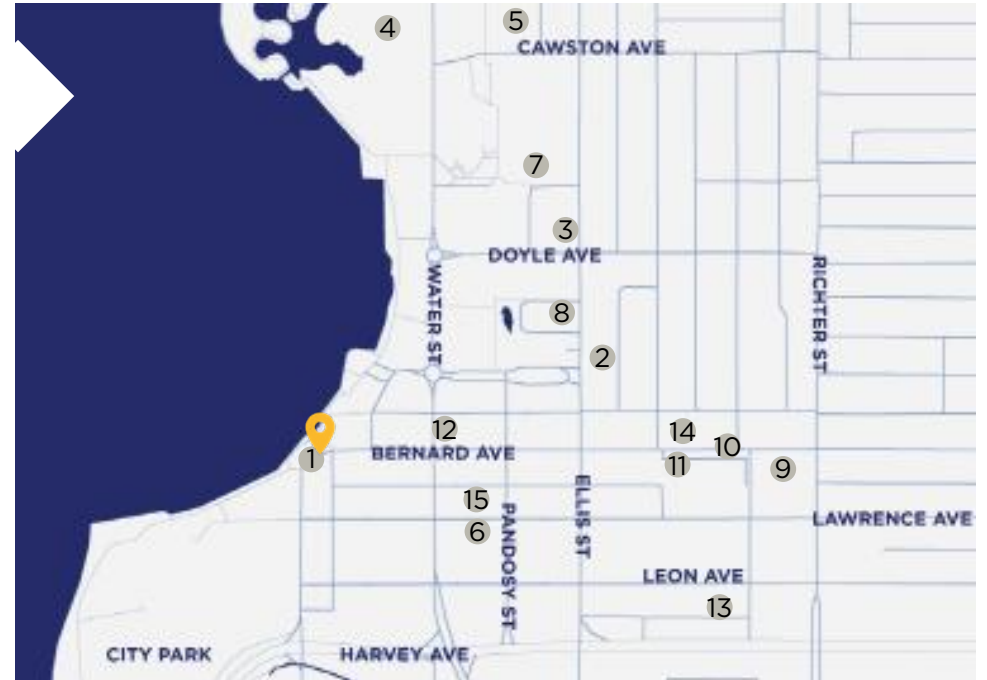 4
5
CAWSTON AVE
7
3
DOYLE AVE
WATER ST
RICHTER ST
8
2
12
14
10
BERNARD AVE
1
11
9
15
ELLIS ST
PANDOSY ST
LAWRENCE AVE
6
LEON AVE
13
CITY PARK
HARVEY AVE